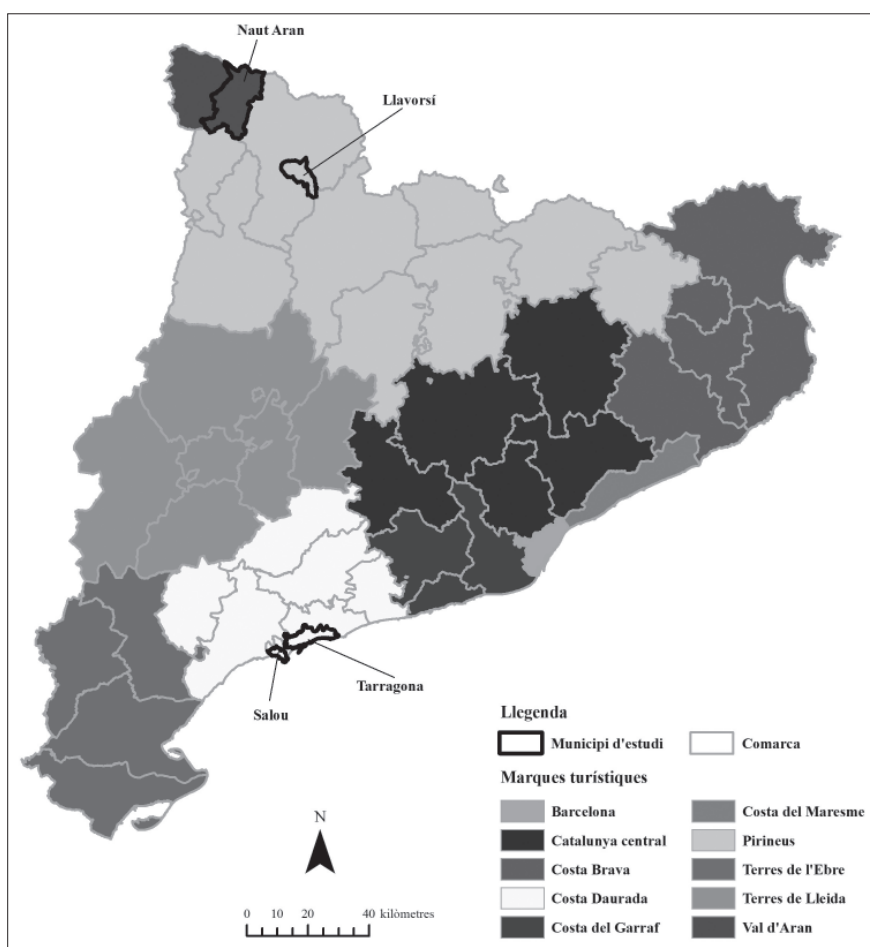 Naut Aran
Llavorsí
Tarragona
Salou
Llegenda
Municipi d'estudi
Comarca
Marques turístiques
Barcelona
Costa del Maresme
Catalunya central
Pirineus
Costa Brava
Terres de l'Ebre
Costa Daurada
Terres de Lleida
Costa del Garraf
Val d'Aran
N
0 10 20 40 kilòmetres